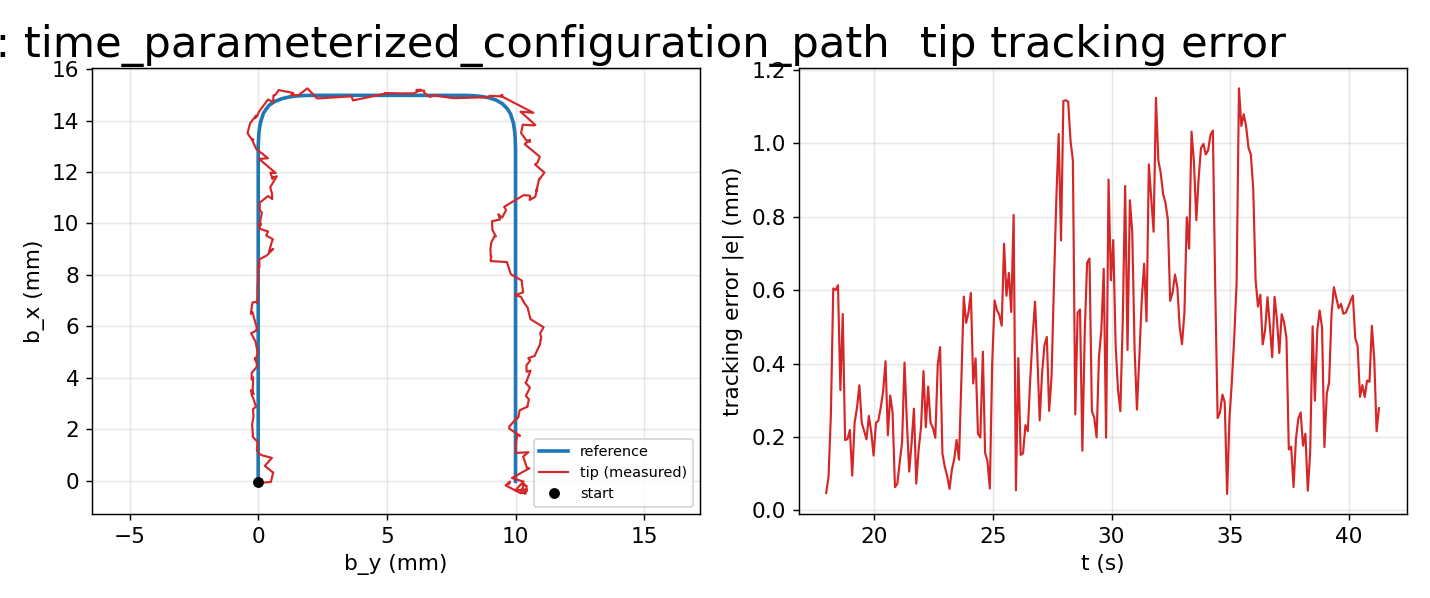 : time_parameterized_configuration_path
tip tracking error
16
14
12
10
8
6
4
2
0
b_x (mm)
−5
0
5
10
15
b_y (mm)
reference
tip (measured)
start
1.2
1.0
0.8
0.6
0.4
0.2
0.0
tracking error |e| (mm)
20
25
30
35
40
t (s)